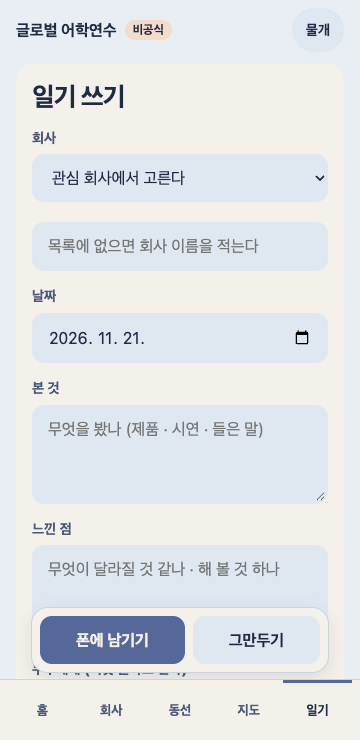 글로벌 어학연수 비공식 물개
일기 쓰기
회사
관심 회사에서 고른다
목록에 없으면 회사 이름을 적는다
날짜
2026. 11. 21.
본 것
무엇을 봤나 (제품 · 시연 · 들은 말)
느낀 점
무엇이 달라질 것 같나 · 해 볼 것 하나
폰에 남기기 그만두기
홈 회사 동선 지도 일기